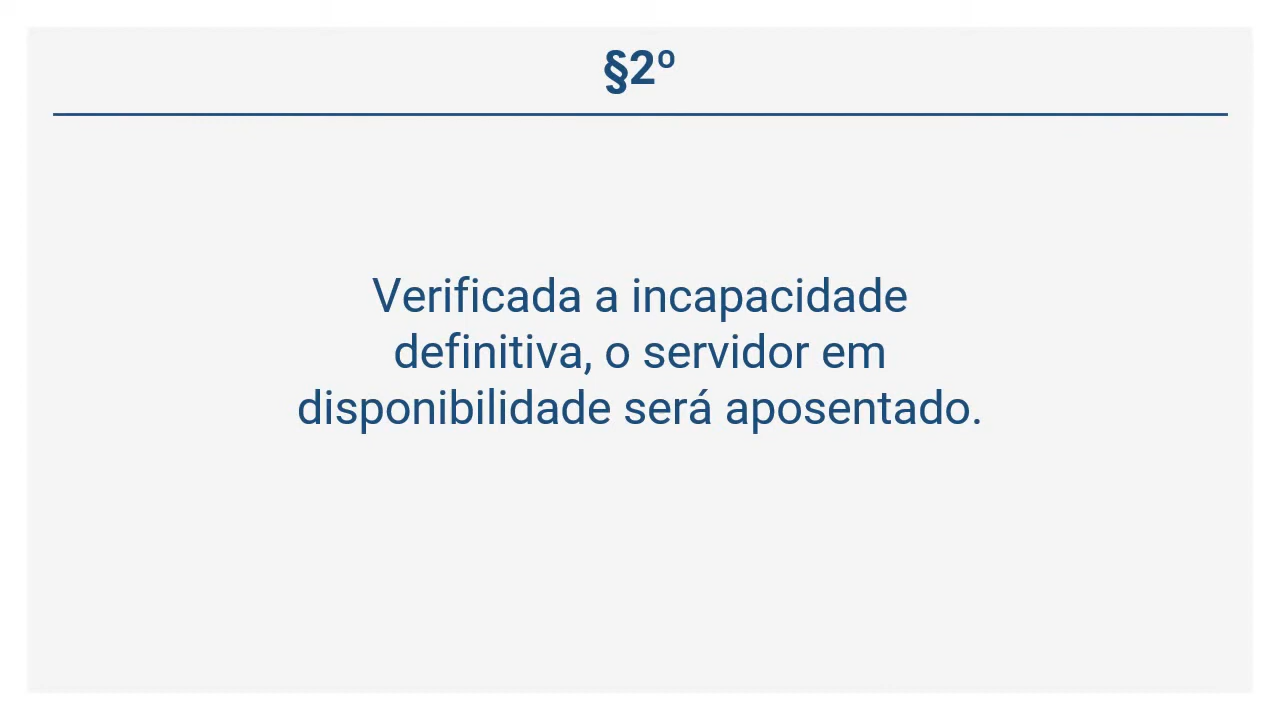 §2º
Verificada a incapacidade
definitiva, o servidor em
disponibilidade será aposentado.